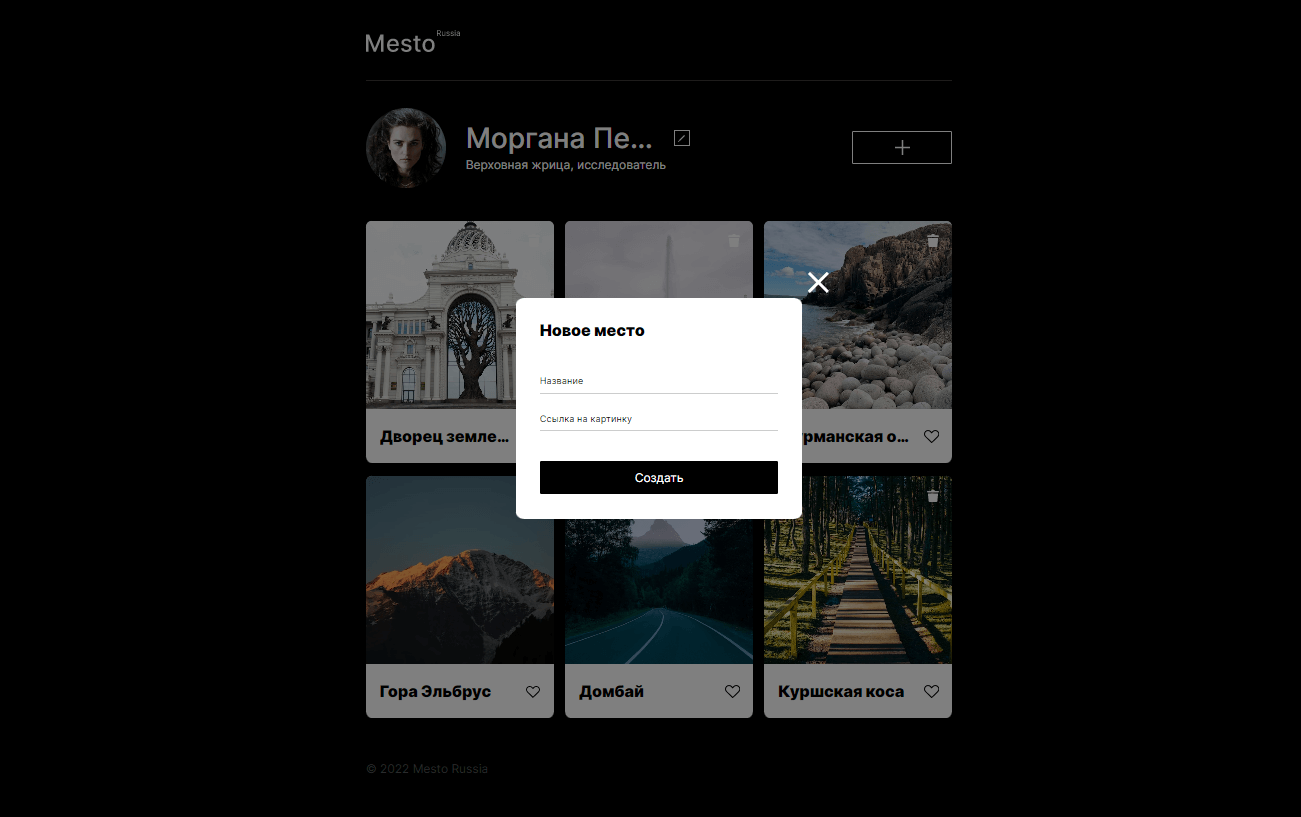 Mesto Russia
Моргана Пе...
Верховная жрица, исследователь
Новое место
Название
Ссылка на картинку
Создать
Дворец земле...
рманская о...
Гора Эльбрус
Домбай
Куршская коса
© 2022 Mesto Russia